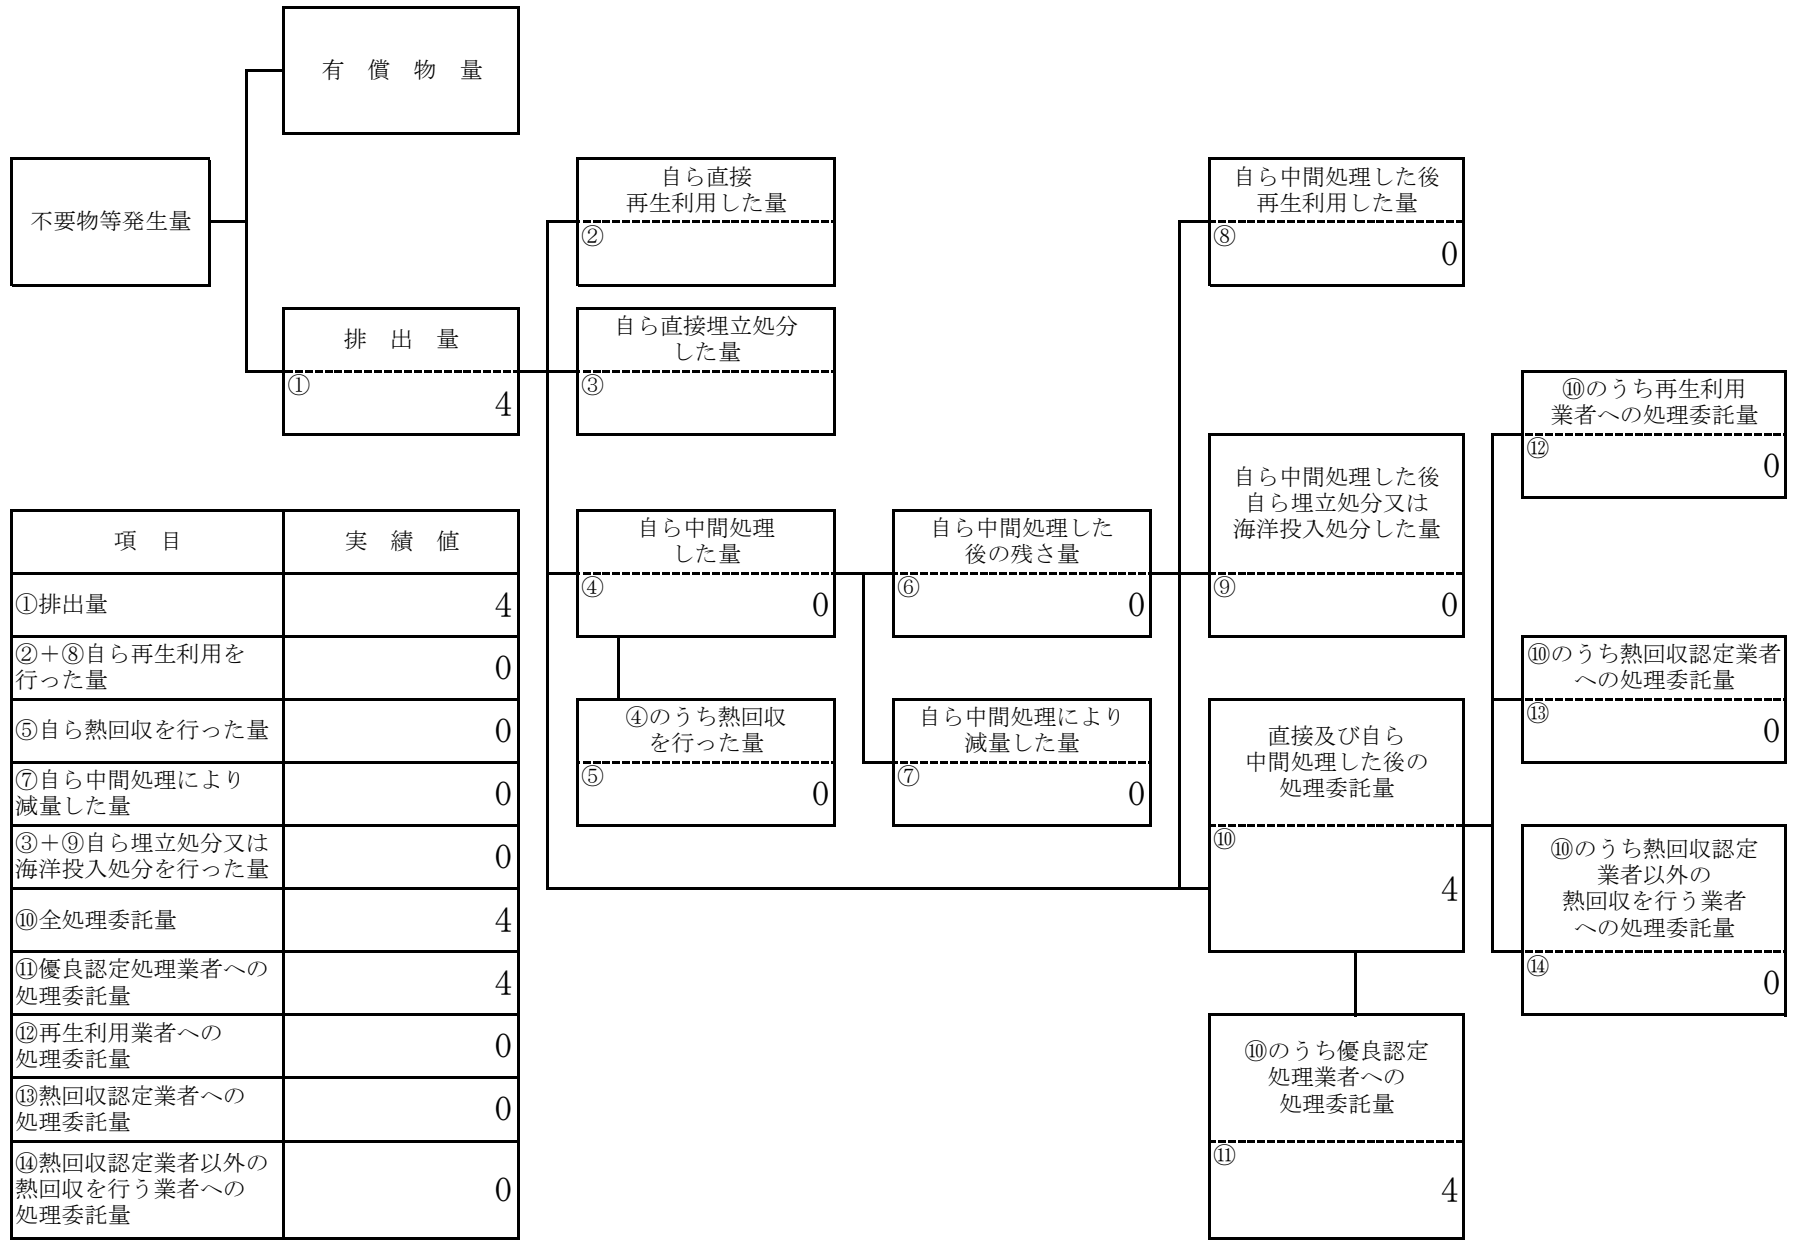 有　償　物　量
不要物等発生量
排　出　量
①
4
自ら直接
再生利用した量
②
自ら直接埋立処分
した量
③
自ら中間処理
した量
④
0
④のうち熱回収
を行った量
⑤
0
自ら中間処理した
後の残さ量
⑥
0
自ら中間処理により
減量した量
⑦
0
自ら中間処理した後
再生利用した量
⑧
0
自ら中間処理した後
自ら埋立処分又は
海洋投入処分した量
⑨
0
直接及び自ら
中間処理した後の
処理委託量
⑩
4
⑩のうち優良認定
処理業者への
処理委託量
⑪
4
⑩のうち再生利用
業者への処理委託量
⑫
0
⑩のうち熱回収認定業者
への処理委託量
⑬
0
⑩のうち熱回収認定
業者以外の
熱回収を行う業者
への処理委託量
⑭
0
項　目　実　績　値
①排出量　4
②＋⑧自ら再生利用を
行った量　0
⑤自ら熱回収を行った量　0
⑦自ら中間処理により
減量した量　0
③＋⑨自ら埋立処分又は
海洋投入処分を行った量　0
⑩全処理委託量　4
⑪優良認定処理業者への
処理委託量　4
⑫再生利用業者への
処理委託量　0
⑬熱回収認定業者への
処理委託量　0
⑭熱回収認定業者以外の
熱回収を行う業者への　0
処理委託量